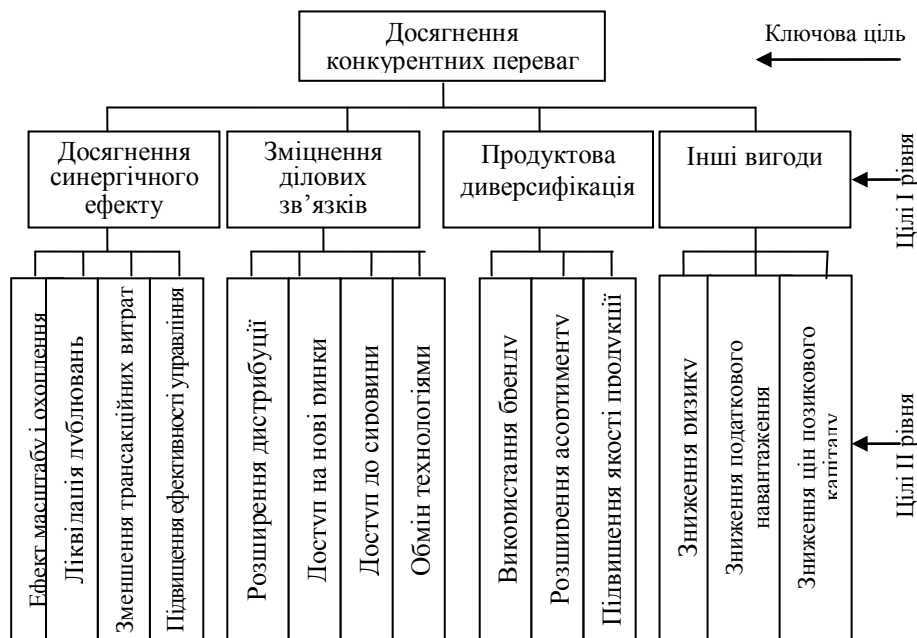 Досягнення
конкурентних переваг
Ключова ціль
Досягнення
синергічного
ефекту
Зміцнення
ділових
зв’язків
Продуктова
диверсифікація
Інші вигоди
Цілі І рівня
Ефект масштабу і охоплення
Ліквідація дублювань
Зменшення трансакційних витрат
Підвищення ефективності управління
Розширення дистрибуції
Доступ на нові ринки
Доступ до сировини
Обмін технологіями
Використання бренду
Розширення асортименту
Підвищення якості продукції
Зниження ризику
Зниження податкового
навантаження
Зниження цін позикового
капіталу
Цілі ІІ рівня